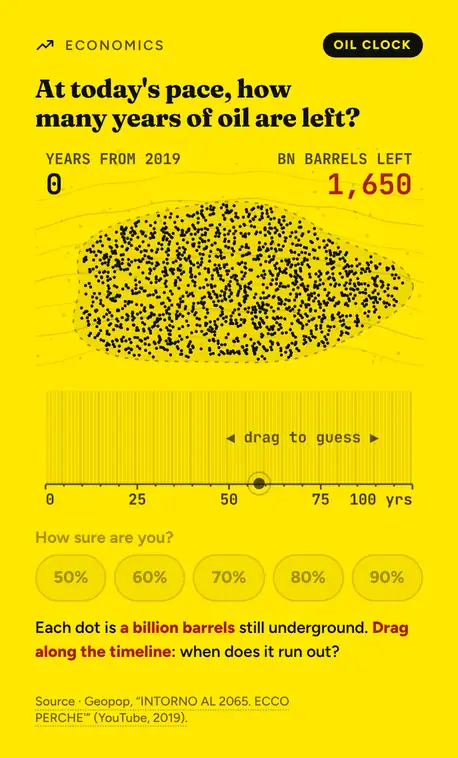 ECONOMICS
OIL CLOCK
At today's pace, how
many years of oil are left?
YEARS FROM 2019
BN BARRELS LEFT
0
1,650
◄ drag to guess ►
0 25 50 75 100 yrs
How sure are you?
50% 60% 70% 80% 90%
Each dot is a billion barrels still underground. Drag
along the timeline: when does it run out?
Source · Geopop, “INTORNO AL 2065. ECCO
PERCHE'” (YouTube, 2019).